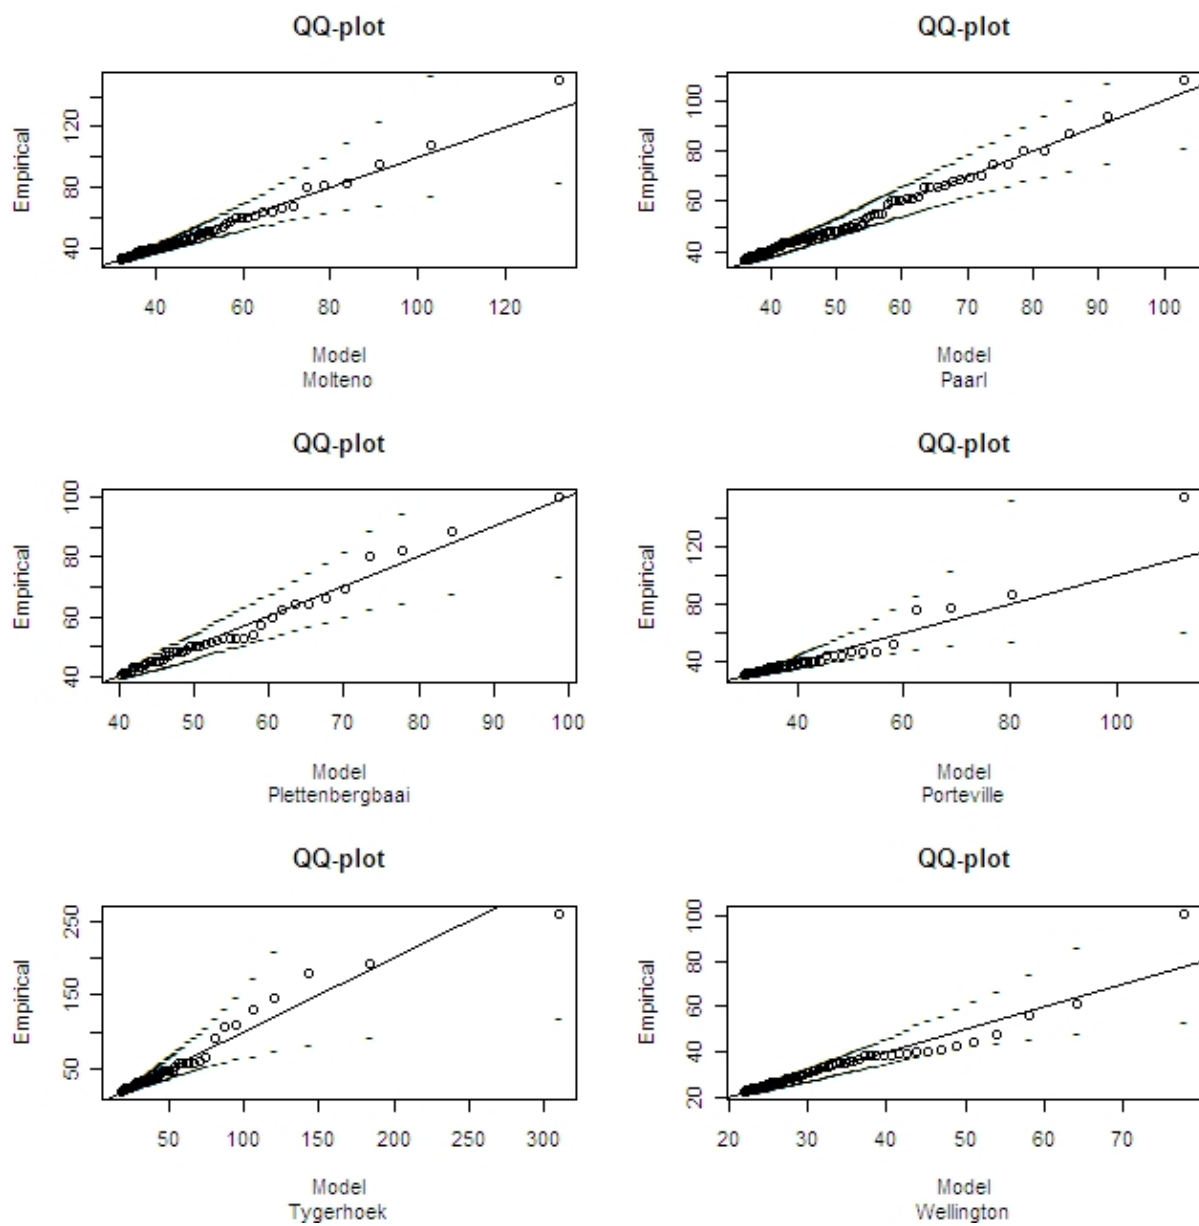 QQ-plot
Empirical
40 80 120
40 60 80 100 120
Model
Molteno
QQ-plot
Empirical
40 60 80 100
40 50 60 70 80 90 100
Model
Paarl
QQ-plot
Empirical
40 60 80 100
40 50 60 70 80 90 100
Model
Plettenbergbaai
QQ-plot
Empirical
40 80 120
40 60 80 100
Model
Porteville
QQ-plot
Empirical
50 150 250
50 100 150 200 250 300
Model
Tygerhoek
QQ-plot
Empirical
20 40 60 80 100
20 30 40 50 60 70
Model
Wellington